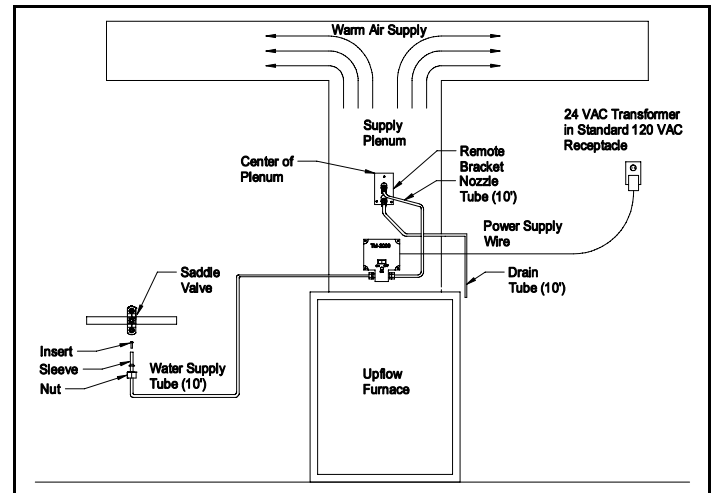 Warm Air Supply
Supply
Plenum
24 VAC Transformer
in Standard 120 VAC
Receptacle
Center of
Plenum
Remote
Bracket
Nozzle
Tube (10')
Power Supply
Wire
Drain
Tube (10')
Saddle
Valve
Insert
Sleeve
Nut
Water Supply
Tube (10')
Upflow
Furnace